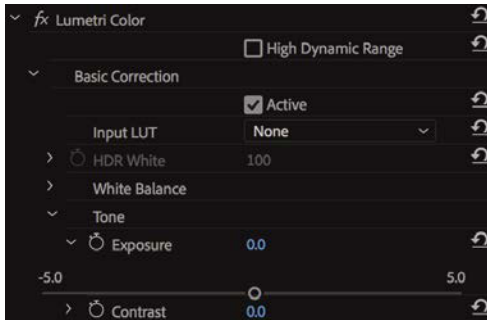 fx Lumetri Color
High Dynamic Range
Basic Correction
Active
Input LUT None
HDR White 100
White Balance
Tone
Exposure 0.0
-5.0 5.0
Contrast 0.0